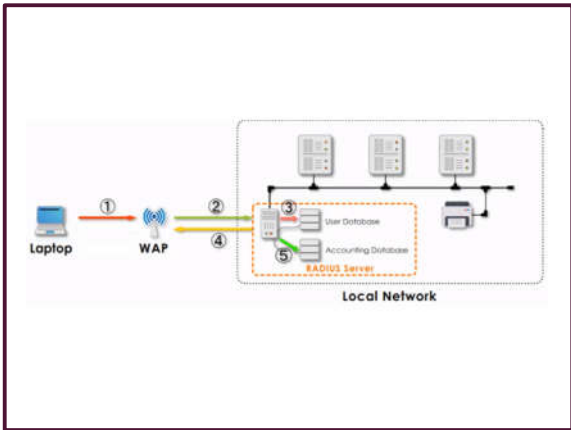 ①
②
③
User Database
④
Laptop
WAP
⑤
Accounting Database
RADIUS Server
Local Network